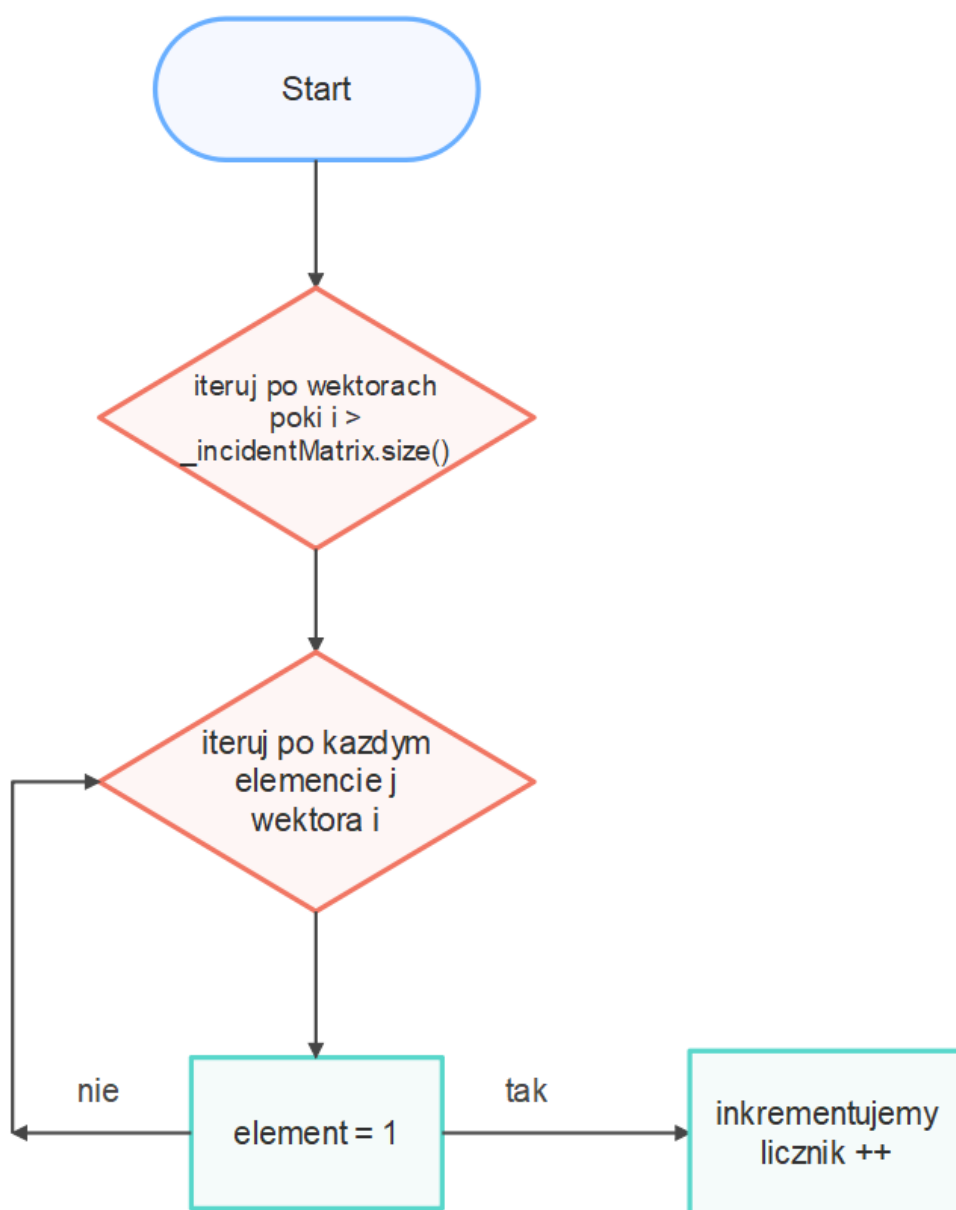 Start
iteruj po wektorach
poki i >
_incidentMatrix.size()
iteruj po kazdym
elemencie j
wektora i
nie
element = 1
tak
inkrementujemy
licznik ++